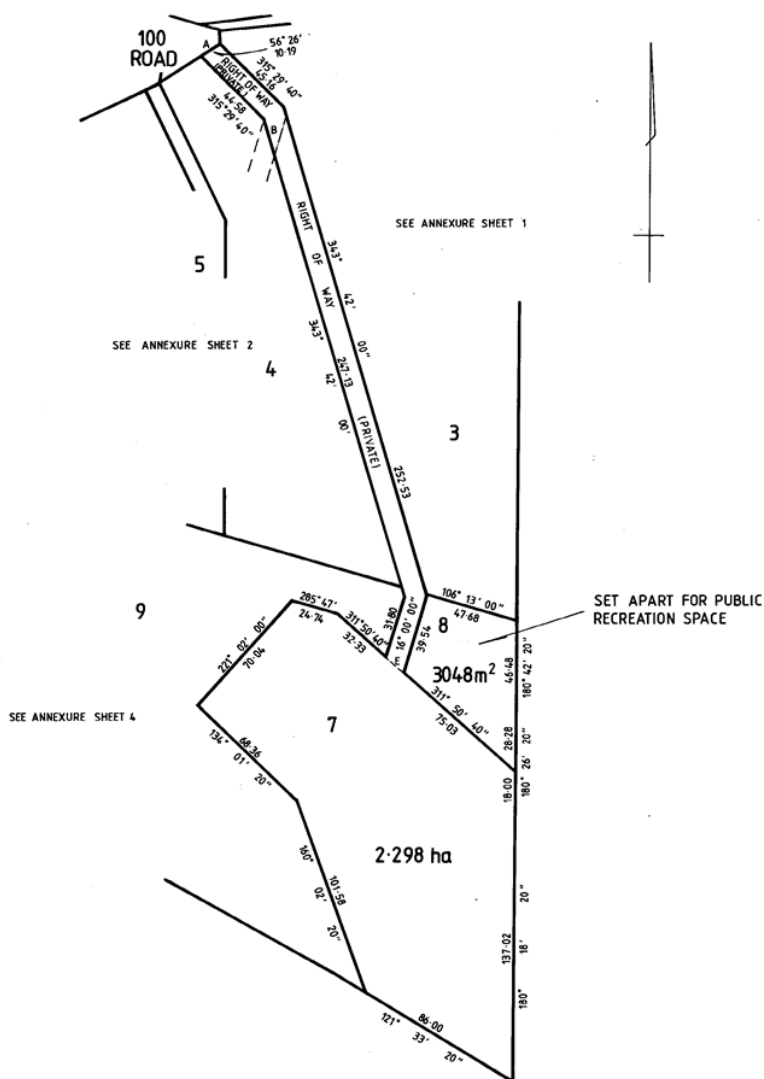 100
ROAD
A
56° 26'
10·19
315° 29' 40"
45·16
RIGHT OF WAY
(PRIVATE)
44·58
315° 29' 40"
B
SEE ANNEXURE SHEET 1
5
RIGHT OF WAY (PRIVATE)
343° 42' 00"
252·53
343° 42' 00"
247·13
SEE ANNEXURE SHEET 2
4
3
106° 13' 00"
47·68
SET APART FOR PUBLIC
RECREATION SPACE
9
285° 47'
24·74
311° 50' 40"
32·33
31·80
16° 00' 00"
39·54
8
3048m²
46·48
180° 42' 20"
221° 02' 00"
70·04
311° 50' 40"
75·03
28·28
180° 26' 20"
18·00
SEE ANNEXURE SHEET 4
7
68·36
134° 01' 20"
2·298 ha
101·58
160° 02' 20"
137·02
180° 18' 20"
86·00
121° 33' 20"